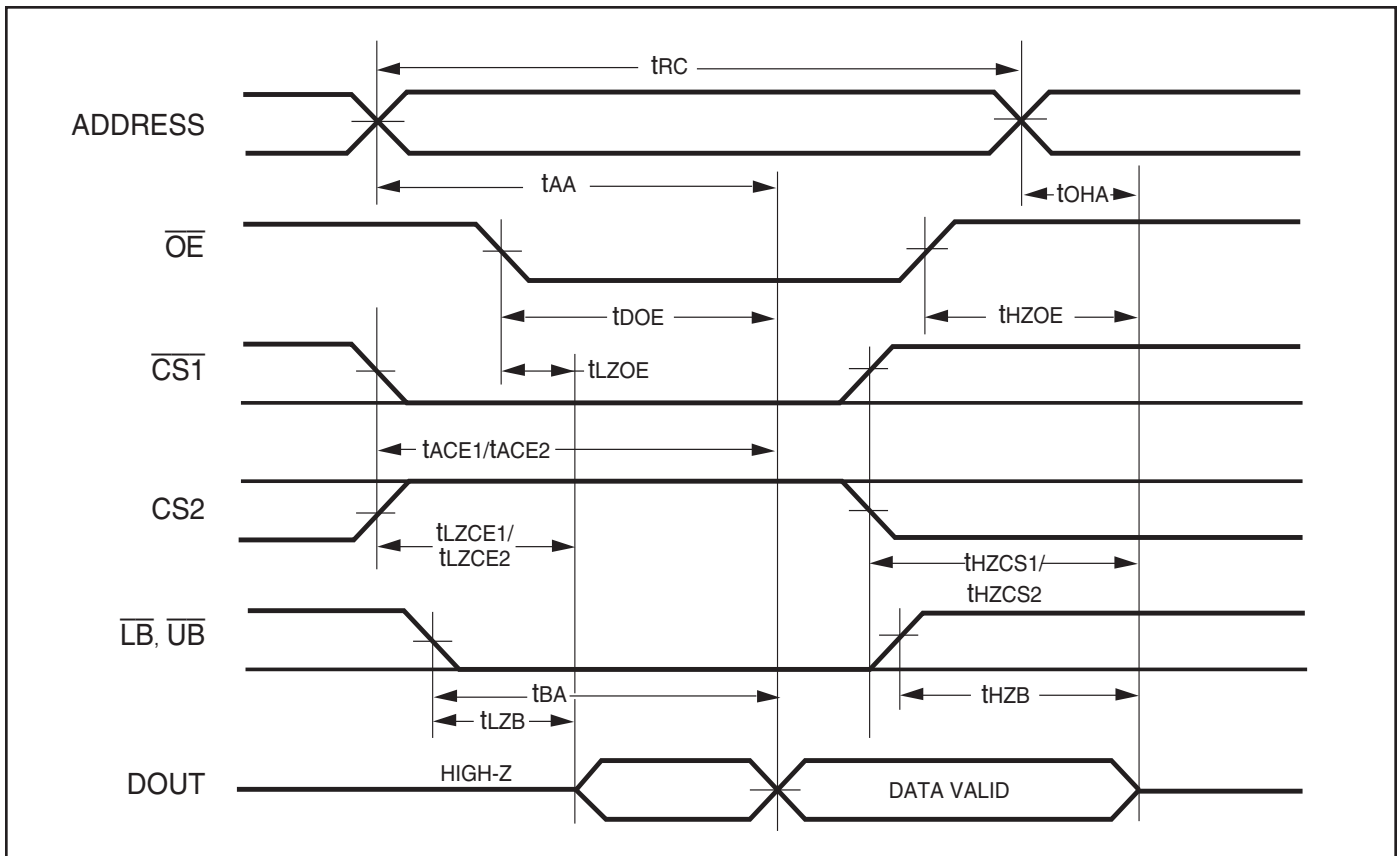 tRC
ADDRESS
tAA
tOHA
OE
tDOE
tHZOE
CS1
tLZOE
tACE1/tACE2
CS2
tLZCE1/
tLZCE2
tHZCS1/
tHZCS2
LB, UB
tBA
tHZB
tLZB
HIGH-Z
DOUT
DATA VALID